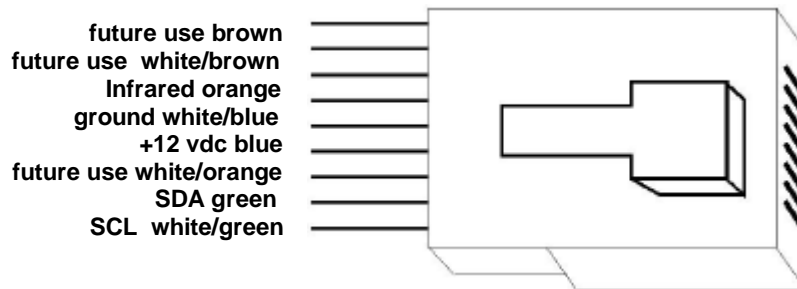 future use brown
future use white/brown
Infrared orange
ground white/blue
+12 vdc blue
future use white/orange
SDA green
SCL white/green